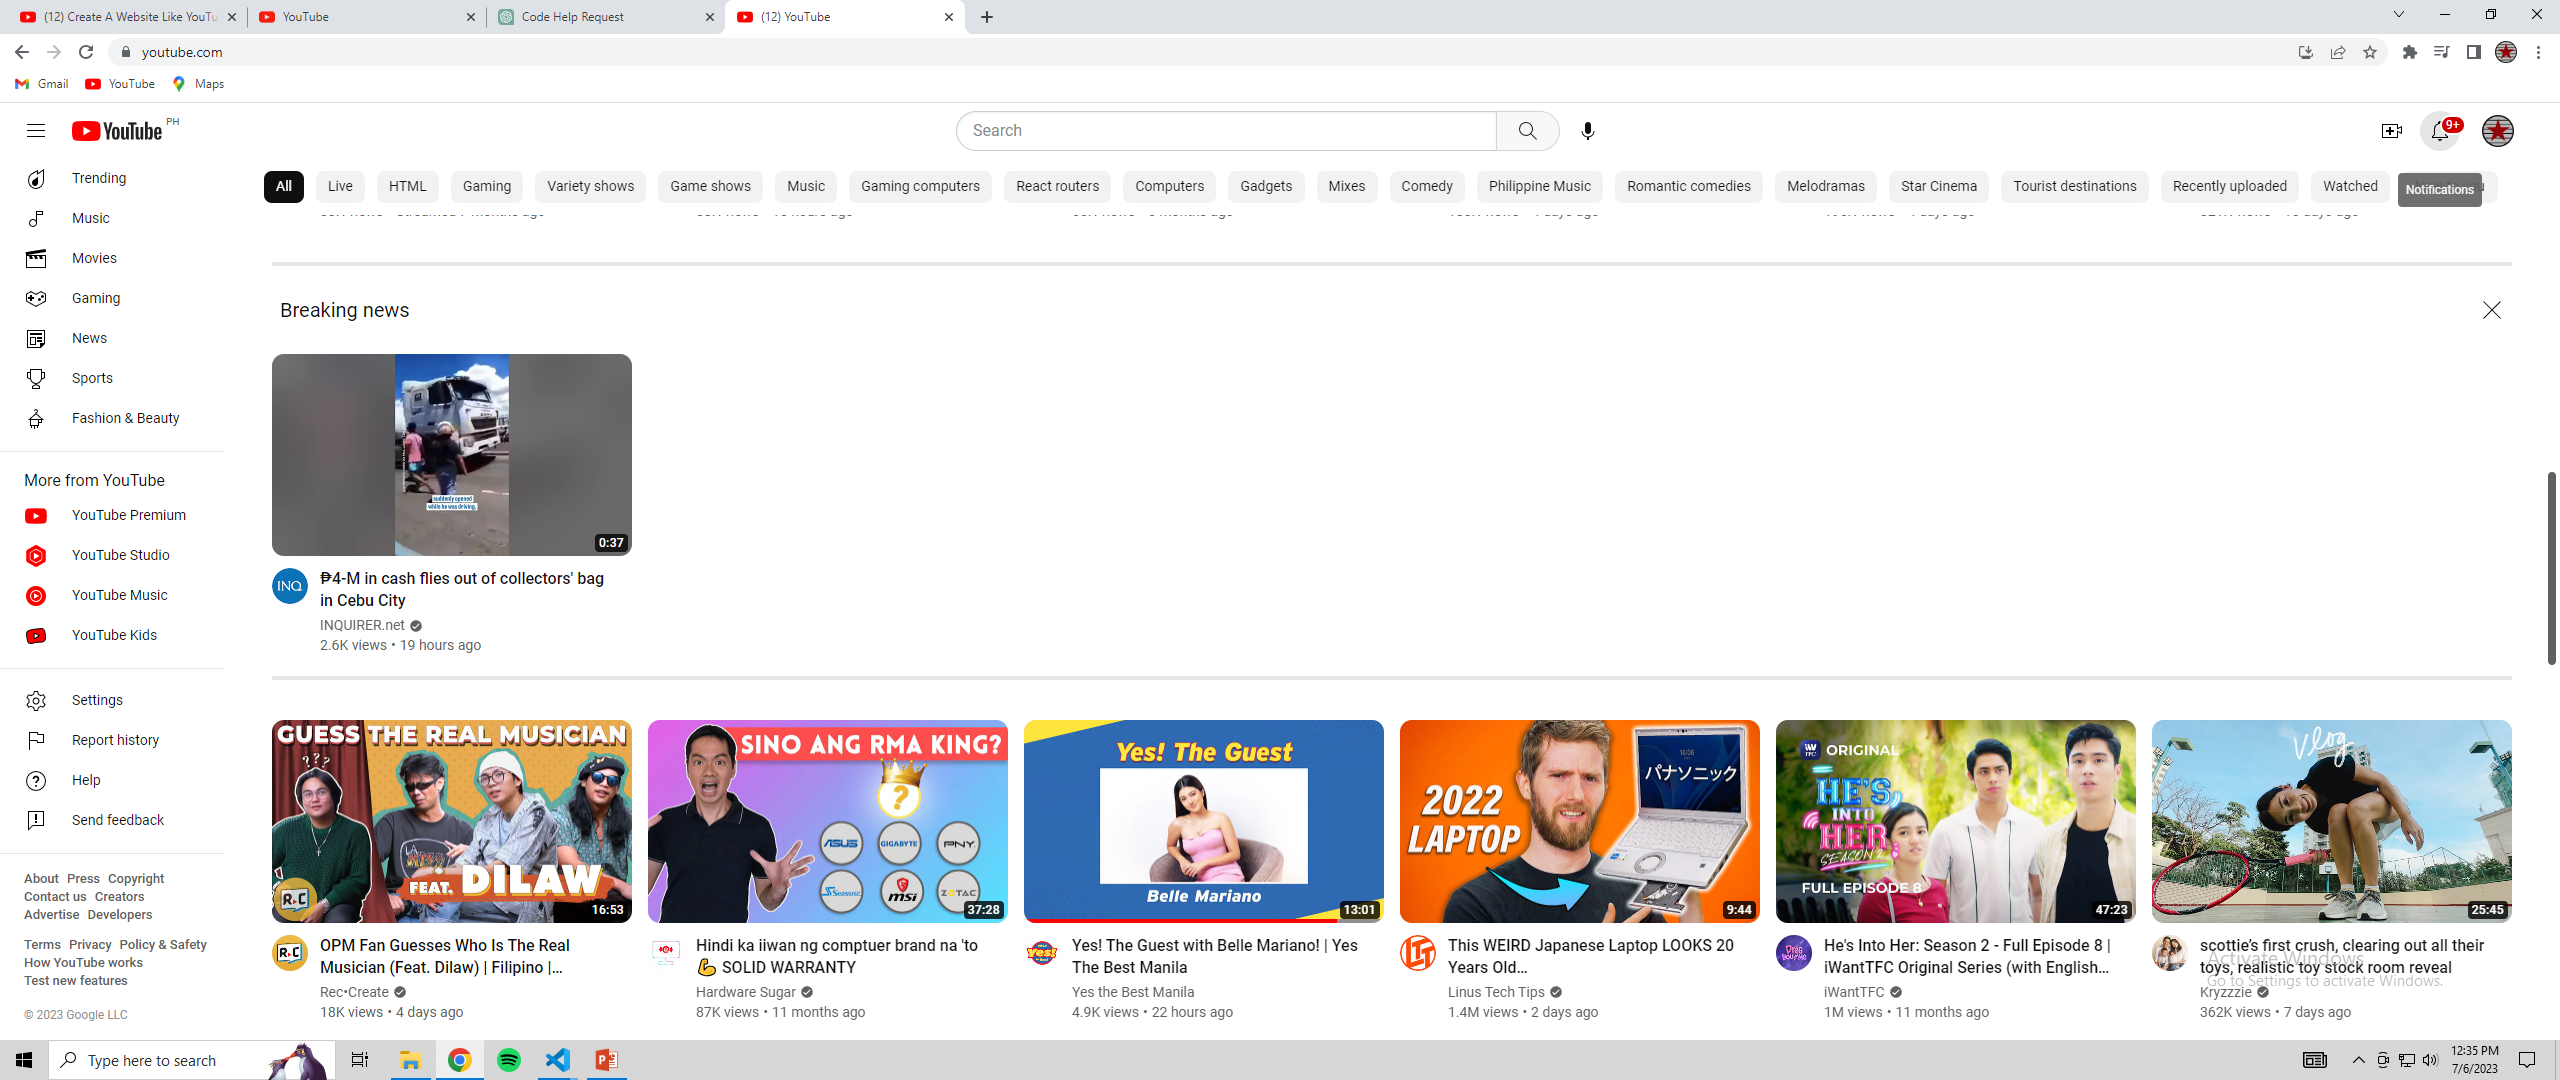 (12) Create A Website Like YouTu
YouTube
Code Help Request
(12) YouTube
youtube.com
Gmail
YouTube
Maps
YouTube PH
Search
9+
Trending
Music
Movies
Gaming
News
Sports
Fashion & Beauty
More from YouTube
YouTube Premium
YouTube Studio
YouTube Music
YouTube Kids
Settings
Report history
Help
Send feedback
About Press Copyright
Contact us Creators
Advertise Developers
Terms Privacy Policy & Safety
How YouTube works
Test new features
© 2023 Google LLC
All
Live
HTML
Gaming
Variety shows
Game shows
Music
Gaming computers
React routers
Computers
Gadgets
Mixes
Comedy
Philippine Music
Romantic comedies
Melodramas
Star Cinema
Tourist destinations
Recently uploaded
Watched
Notifications
Breaking news
suddenly opened
while he was driving.
0:37
INQ
₱4-M in cash flies out of collectors' bag
in Cebu City
INQUIRER.net
2.6K views • 19 hours ago
GUESS THE REAL MUSICIAN
???
FEAT. DILAW
R▸C
16:53
R▸C
OPM Fan Guesses Who Is The Real
Musician (Feat. Dilaw) | Filipino |...
Rec•Create
18K views • 4 days ago
SINO ANG RMA KING?
?
ASUS
GIGABYTE
PNY
Seasonic
msi
ZOTAC
37:28
Hindi ka iiwan ng comptuer brand na 'to
💪 SOLID WARRANTY
Hardware Sugar
87K views • 11 months ago
Yes! The Guest
Belle Mariano
13:01
Yes! The Guest with Belle Mariano! | Yes
The Best Manila
Yes the Best Manila
4.9K views • 22 hours ago
2022
LAPTOP
16:06
パナソニック
9:44
This WEIRD Japanese Laptop LOOKS 20
Years Old...
Linus Tech Tips
1.4M views • 2 days ago
iW TFC ORIGINAL
HE'S
INTO
HER
SEASON 2
FULL EPISODE 8
47:23
He's Into Her: Season 2 - Full Episode 8 |
iWantTFC Original Series (with English...
iWantTFC
1M views • 11 months ago
vlog
25:45
scottie's first crush, clearing out all their
toys, realistic toy stock room reveal
Kryzzzie
362K views • 7 days ago
Activate Windows
Go to Settings to activate Windows.
Type here to search
12:35 PM
7/6/2023